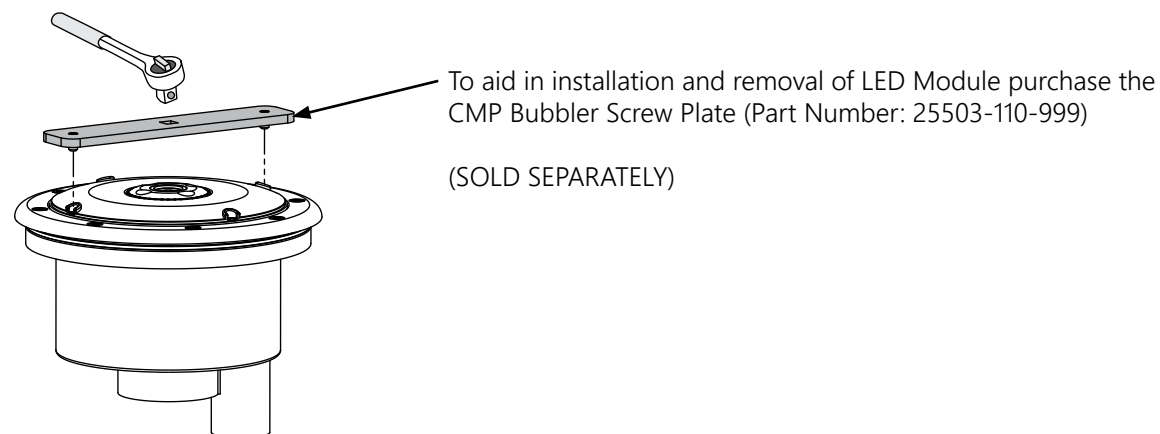 To aid in installation and removal of LED Module purchase the
CMP Bubbler Screw Plate (Part Number: 25503-110-999)
(SOLD SEPARATELY)